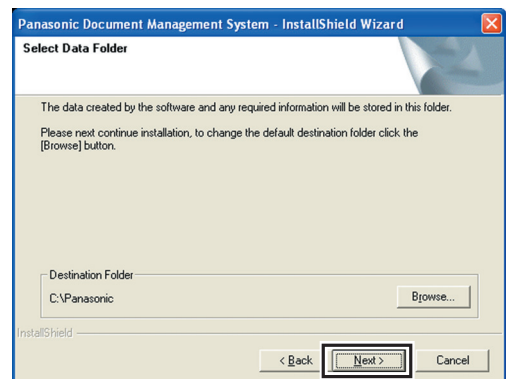 Panasonic Document Management System - InstallShield Wizard
Select Data Folder
The data created by the software and any required information will be stored in this folder.
Please next continue installation, to change the default destination folder click the
[Browse] button.
Destination Folder
C:\Panasonic
Browse...
InstallShield
< Back
Next >
Cancel